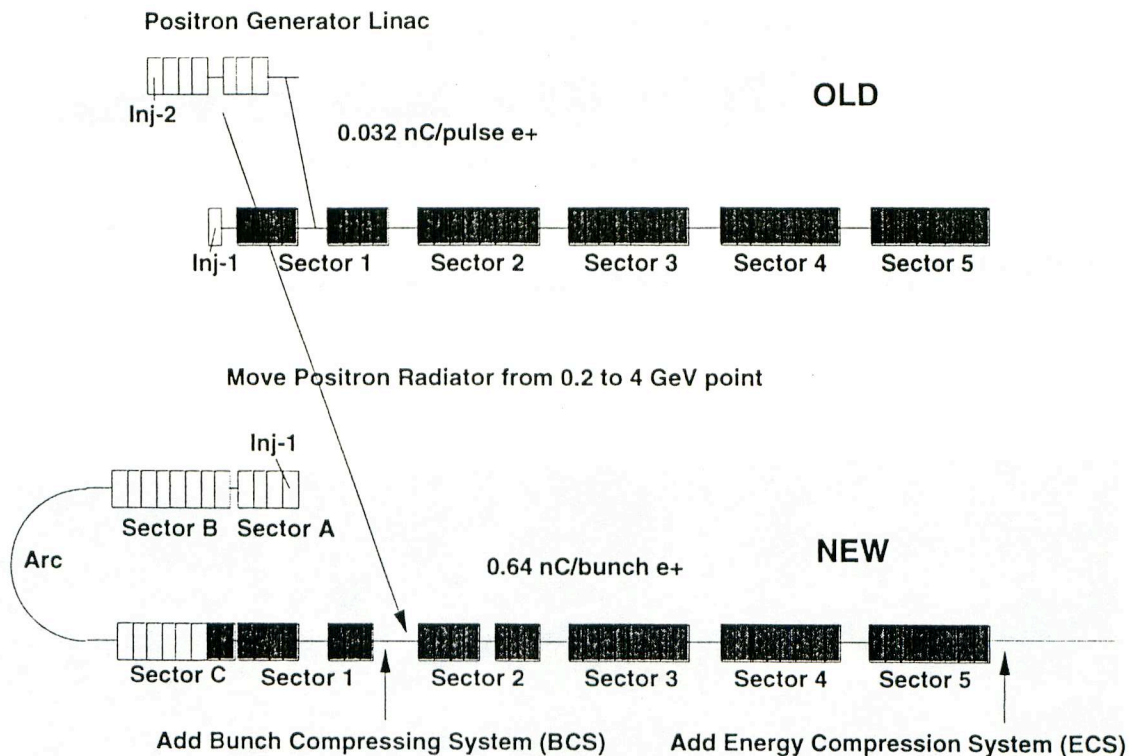 Positron Generator Linac
OLD
Inj-2
0.032 nC/pulse e+
Inj-1
Sector 1
Sector 2
Sector 3
Sector 4
Sector 5
Move Positron Radiator from 0.2 to 4 GeV point
Inj-1
Sector B
Sector A
Arc
NEW
0.64 nC/bunch e+
Sector C
Sector 1
Sector 2
Sector 3
Sector 4
Sector 5
Add Bunch Compressing System (BCS)
Add Energy Compression System (ECS)